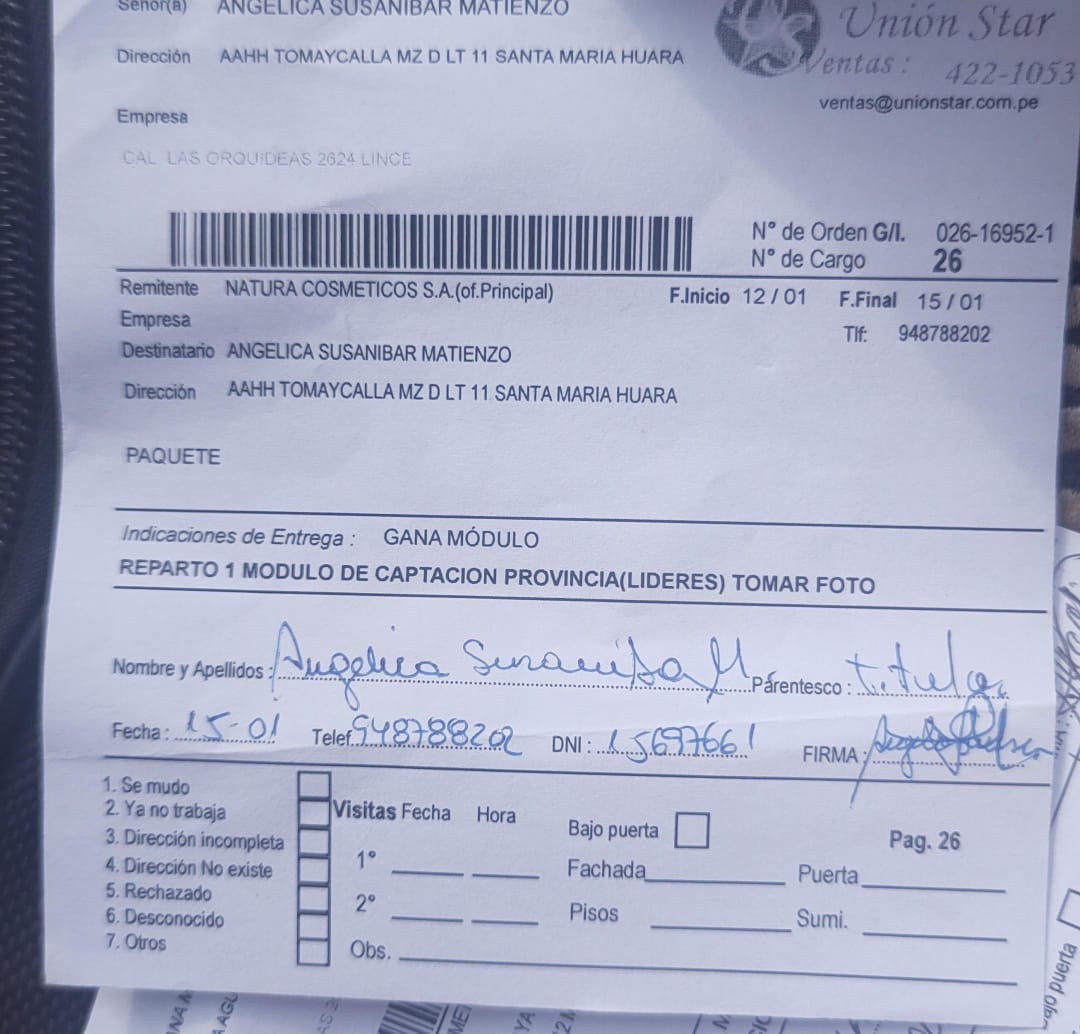 Señor(a) ANGELICA SUSANIBAR MATIENZO
Unión Star
Dirección AAHH TOMAYCALLA MZ D LT 11 SANTA MARIA HUARA
Ventas : 422-1053
ventas@unionstar.com.pe
Empresa
CAL LAS ORQUIDEAS 2624 LINCE
N° de Orden G/I. 026-16952-1
N° de Cargo 26
Remitente NATURA COSMETICOS S.A.(of.Principal) F.Inicio 12 / 01 F.Final 15 / 01
Empresa Tlf: 948788202
Destinatario ANGELICA SUSANIBAR MATIENZO
Dirección AAHH TOMAYCALLA MZ D LT 11 SANTA MARIA HUARA
PAQUETE
Indicaciones de Entrega : GANA MÓDULO
REPARTO 1 MODULO DE CAPTACION PROVINCIA(LIDERES) TOMAR FOTO
Nombre y Apellidos : Angelica Parentesco : titular
Fecha : 15-01 Telef. 948788202 DNI : 15697661 FIRMA :
1. Se mudo
2. Ya no trabaja
3. Dirección incompleta
4. Dirección No existe
5. Rechazado
6. Desconocido
7. Otros
Visitas Fecha Hora
1°
2°
Obs.
Bajo puerta
Fachada Puerta
Pisos Sumi.
Pag. 26